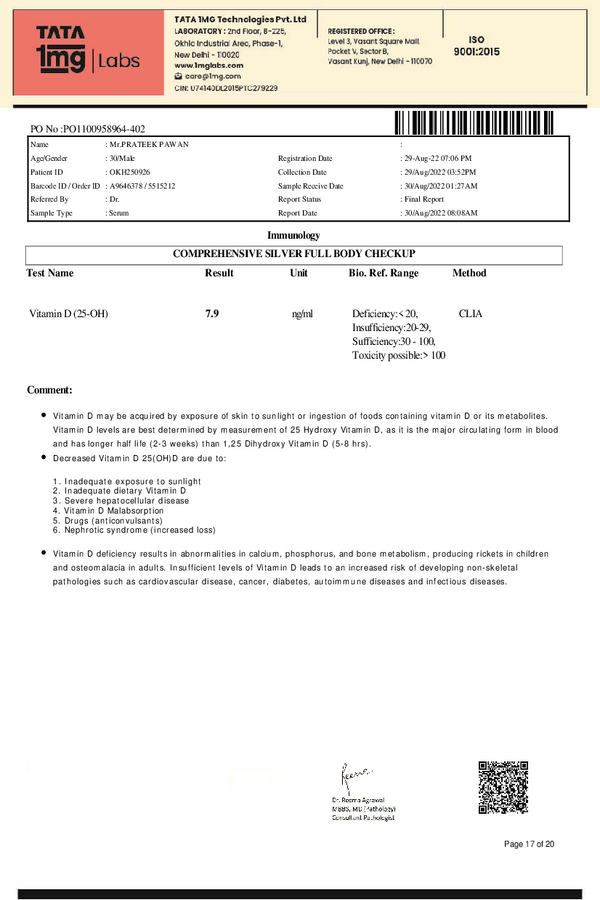 TATA
1mg Labs
TATA 1MG Technologies Pvt. Ltd
LABORATORY : 2nd Floor, B-225,
Okhla Industrial Area, Phase-1,
New Delhi - 110020
www.1mglabs.com
care@1mg.com
CIN: U74140DL2015PTC279229
REGISTERED OFFICE :
Level 3, Vasant Square Mall,
Pocket V, Sector B,
Vasant Kunj, New Delhi - 110070
ISO
9001:2015
PO No :PO1100958964-402
Name : Mr.PRATEEK PAWAN :
Age/Gender : 30/Male Registration Date : 29-Aug-22 07:06 PM
Patient ID : OKH250926 Collection Date : 29/Aug/2022 03:52PM
Barcode ID / Order ID : A9646378 / 5515212 Sample Receive Date : 30/Aug/2022 01:27AM
Referred By : Dr. Report Status : Final Report
Sample Type : Serum Report Date : 30/Aug/2022 08:08AM
Immunology
COMPREHENSIVE SILVER FULL BODY CHECKUP
Test Name Result Unit Bio. Ref. Range Method
Vitamin D (25-OH) 7.9 ng/ml Deficiency:< 20, CLIA
Insufficiency:20-29,
Sufficiency:30 - 100,
Toxicity possible:> 100
Comment:
● Vitamin D may be acquired by exposure of skin to sunlight or ingestion of foods containing vitamin D or its metabolites.
Vitamin D levels are best determined by measurement of 25 Hydroxy Vitamin D, as it is the major circulating form in blood
and has longer half life (2-3 weeks) than 1,25 Dihydroxy Vitamin D (5-8 hrs).
● Decreased Vitamin D 25(OH)D are due to:
1. Inadequate exposure to sunlight
2. Inadequate dietary Vitamin D
3. Severe hepatocellular disease
4. Vitamin D Malabsorption
5. Drugs (anticonvulsants)
6. Nephrotic syndrome (increased loss)
● Vitamin D deficiency results in abnormalities in calcium, phosphorus, and bone metabolism, producing rickets in children
and osteomalacia in adults. Insufficient levels of Vitamin D leads to an increased risk of developing non-skeletal
pathologies such as cardiovascular disease, cancer, diabetes, autoimmune diseases and infectious diseases.
Reema
Dr. Reema Agrawal
MBBS, MD (Pathology)
Consultant Pathologist
Page 17 of 20